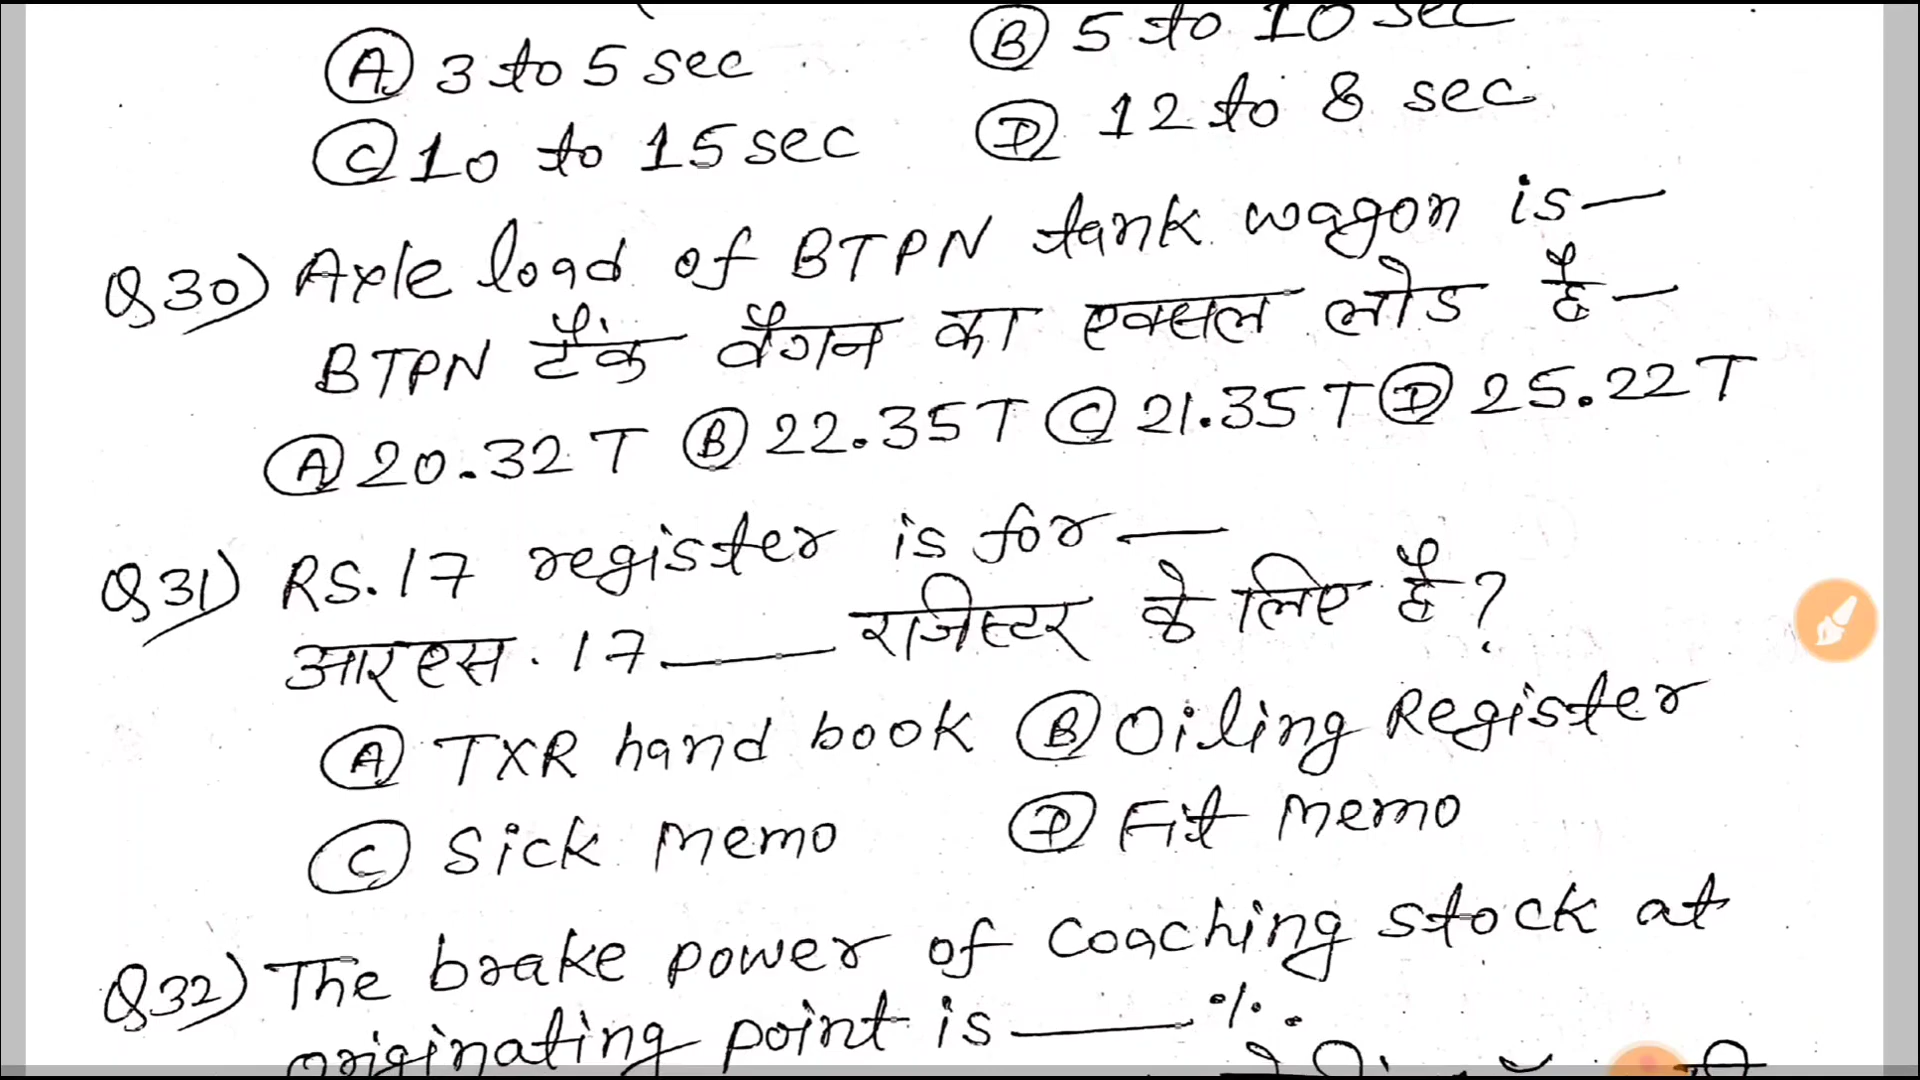 (A) 3 to 5 sec (B) 5 to 10 sec
(C) 10 to 15 sec (D) 12 to 8 sec
Q30) Axle load of BTPN tank wagon is—
BTPN टैंक वैगन का एक्सल लोड है—
(A) 20.32 T (B) 22.35 T (C) 21.35 T (D) 25.22 T
Q31) RS.17 register is for —
आरएस. 17 ——— रजिस्टर के लिए है?
(A) TXR hand book (B) Oiling Register
(C) Sick Memo (D) Fit Memo
Q32) The brake power of coaching stock at
originating point is ——— %.